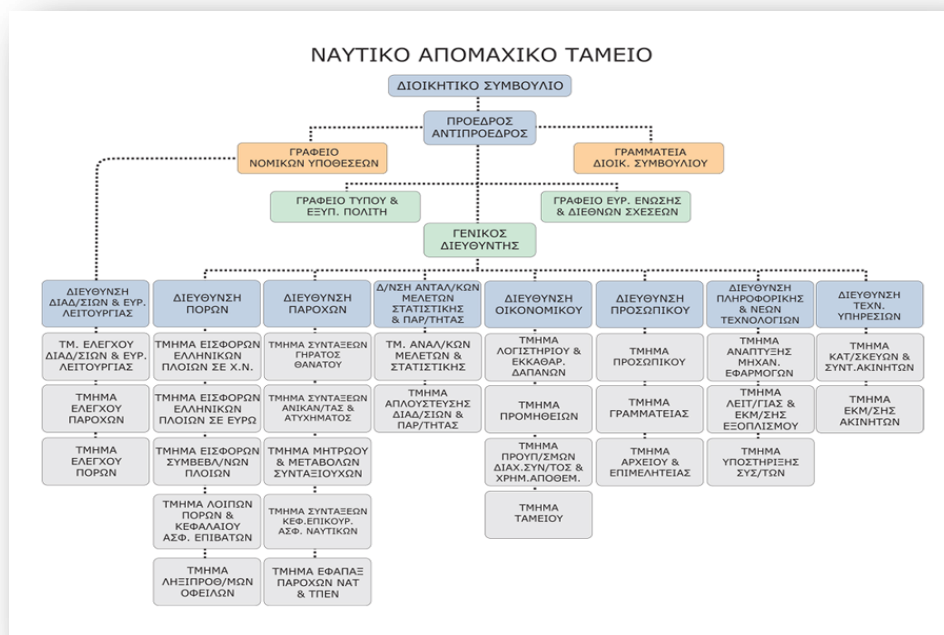 ΝΑΥΤΙΚΟ ΑΠΟΜΑΧΙΚΟ ΤΑΜΕΙΟ
ΔΙΟΙΚΗΤΙΚΟ ΣΥΜΒΟΥΛΙΟ
ΠΡΟΕΔΡΟΣ
ΑΝΤΙΠΡΟΕΔΡΟΣ
ΓΡΑΦΕΙΟ
ΝΟΜΙΚΩΝ ΥΠΟΘΕΣΕΩΝ
ΓΡΑΜΜΑΤΕΙΑ
ΔΙΟΙΚ. ΣΥΜΒΟΥΛΙΟΥ
ΓΡΑΦΕΙΟ ΤΥΠΟΥ &
ΕΞΥΠ. ΠΟΛΙΤΗ
ΓΡΑΦΕΙΟ ΕΥΡ. ΕΝΩΣΗΣ
& ΔΙΕΘΝΩΝ ΣΧΕΣΕΩΝ
ΓΕΝΙΚΟΣ
ΔΙΕΥΘΥΝΤΗΣ
ΔΙΕΥΘΥΝΣΗ
ΔΙΑΔ/ΣΙΩΝ & ΕΥΡ.
ΛΕΙΤΟΥΡΓΙΑΣ
ΤΜ. ΕΛΕΓΧΟΥ
ΔΙΑΔ/ΣΙΩΝ & ΕΥΡ.
ΛΕΙΤΟΥΡΓΙΑΣ
ΤΜΗΜΑ
ΕΛΕΓΧΟΥ
ΠΑΡΟΧΩΝ
ΤΜΗΜΑ
ΕΛΕΓΧΟΥ
ΠΟΡΩΝ
ΔΙΕΥΘΥΝΣΗ
ΠΟΡΩΝ
ΤΜΗΜΑ ΕΙΣΦΟΡΩΝ
ΕΛΛΗΝΙΚΩΝ
ΠΛΟΙΩΝ ΣΕ Χ.Ν.
ΤΜΗΜΑ ΕΙΣΦΟΡΩΝ
ΕΛΛΗΝΙΚΩΝ
ΠΛΟΙΩΝ ΣΕ ΕΥΡΩ
ΤΜΗΜΑ ΕΙΣΦΟΡΩΝ
ΣΥΜΒΕΒΛ/ΝΩΝ
ΠΛΟΙΩΝ
ΤΜΗΜΑ ΛΟΙΠΩΝ
ΠΟΡΩΝ &
ΚΕΦΑΛΑΙΟΥ
ΑΣΦ. ΕΠΙΒΑΤΩΝ
ΤΜΗΜΑ
ΛΗΞΙΠΡΟΘ/ΜΩΝ
ΟΦΕΙΛΩΝ
ΔΙΕΥΘΥΝΣΗ
ΠΑΡΟΧΩΝ
ΤΜΗΜΑ ΣΥΝΤΑΞΕΩΝ
ΓΗΡΑΤΟΣ
ΘΑΝΑΤΟΥ
ΤΜΗΜΑ ΣΥΝΤΑΞΕΩΝ
ΑΝΙΚΑΝ/ΤΑΣ &
ΑΤΥΧΗΜΑΤΟΣ
ΤΜΗΜΑ ΜΗΤΡΩΟΥ
& ΜΕΤΑΒΟΛΩΝ
ΣΥΝΤΑΞΙΟΥΧΩΝ
ΤΜΗΜΑ ΣΥΝΤΑΞΕΩΝ
ΚΕΦ.ΕΠΙΚΟΥΡ.
ΑΣΦ. ΝΑΥΤΙΚΩΝ
ΤΜΗΜΑ ΕΦΑΠΑΞ
ΠΑΡΟΧΩΝ ΝΑΤ
& ΤΠΕΝ
Δ/ΝΣΗ ΑΝΤΑΛ/ΚΩΝ
ΜΕΛΕΤΩΝ
ΣΤΑΤΙΣΤΙΚΗΣ
& ΠΑΡ/ΤΗΤΑΣ
ΤΜ. ΑΝΑΛ/ΚΩΝ
ΜΕΛΕΤΩΝ &
ΣΤΑΤΙΣΤΙΚΗΣ
ΤΜΗΜΑ
ΑΠΛΟΥΣΤΕΥΣΗΣ
ΔΙΑΔ/ΣΙΩΝ &
ΠΑΡ/ΤΗΤΑΣ
ΔΙΕΥΘΥΝΣΗ
ΟΙΚΟΝΟΜΙΚΟΥ
ΤΜΗΜΑ
ΛΟΓΙΣΤΗΡΙΟΥ &
ΕΚΚΑΘΑΡ.
ΔΑΠΑΝΩΝ
ΤΜΗΜΑ
ΠΡΟΜΗΘΕΙΩΝ
ΤΜΗΜΑ
ΠΡΟΥΠ/ΣΜΩΝ
ΔΙΑΧ.ΣΥΝ/ΤΟΣ &
ΧΡΗΜ.ΑΠΟΘΕΜ.
ΤΜΗΜΑ
ΤΑΜΕΙΟΥ
ΔΙΕΥΘΥΝΣΗ
ΠΡΟΣΩΠΙΚΟΥ
ΤΜΗΜΑ
ΠΡΟΣΩΠΙΚΟΥ
ΤΜΗΜΑ
ΓΡΑΜΜΑΤΕΙΑΣ
ΤΜΗΜΑ
ΑΡΧΕΙΟΥ &
ΕΠΙΜΕΛΗΤΕΙΑΣ
ΔΙΕΥΘΥΝΣΗ
ΠΛΗΡΟΦΟΡΙΚΗΣ
& ΝΕΩΝ
ΤΕΧΝΟΛΟΓΙΩΝ
ΤΜΗΜΑ
ΑΝΑΠΤΥΞΗΣ
ΜΗΧΑΝ.
ΕΦΑΡΜΟΓΩΝ
ΤΜΗΜΑ
ΛΕΙΤ/ΓΙΑΣ &
ΕΚΜ/ΣΗΣ
ΕΞΟΠΛΙΣΜΟΥ
ΤΜΗΜΑ
ΥΠΟΣΤΗΡΙΞΗΣ
ΣΥΣ/ΤΩΝ
ΔΙΕΥΘΥΝΣΗ
ΤΕΧΝ.
ΥΠΗΡΕΣΙΩΝ
ΤΜΗΜΑ
ΚΑΤ/ΣΚΕΥΩΝ &
ΣΥΝΤ.ΑΚΙΝΗΤΩΝ
ΤΜΗΜΑ
ΕΚΜ/ΣΗΣ
ΑΚΙΝΗΤΩΝ